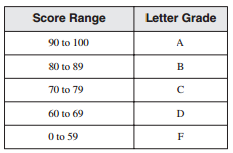 Score Range Letter Grade
90 to 100 A
80 to 89 B
70 to 79 C
60 to 69 D
0 to 59 F